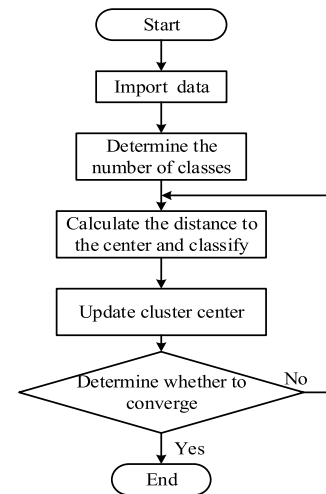 Start
Import data
Determine the
number of classes
Calculate the distance to
the center and classify
Update cluster center
Determine whether to
converge
No
Yes
End